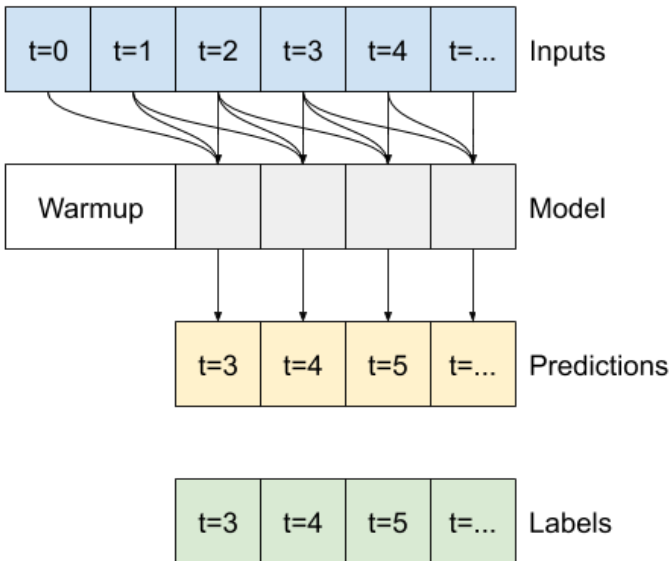 t=0 t=1 t=2 t=3 t=4 t=... Inputs
Warmup Model
t=3 t=4 t=5 t=... Predictions
t=3 t=4 t=5 t=... Labels